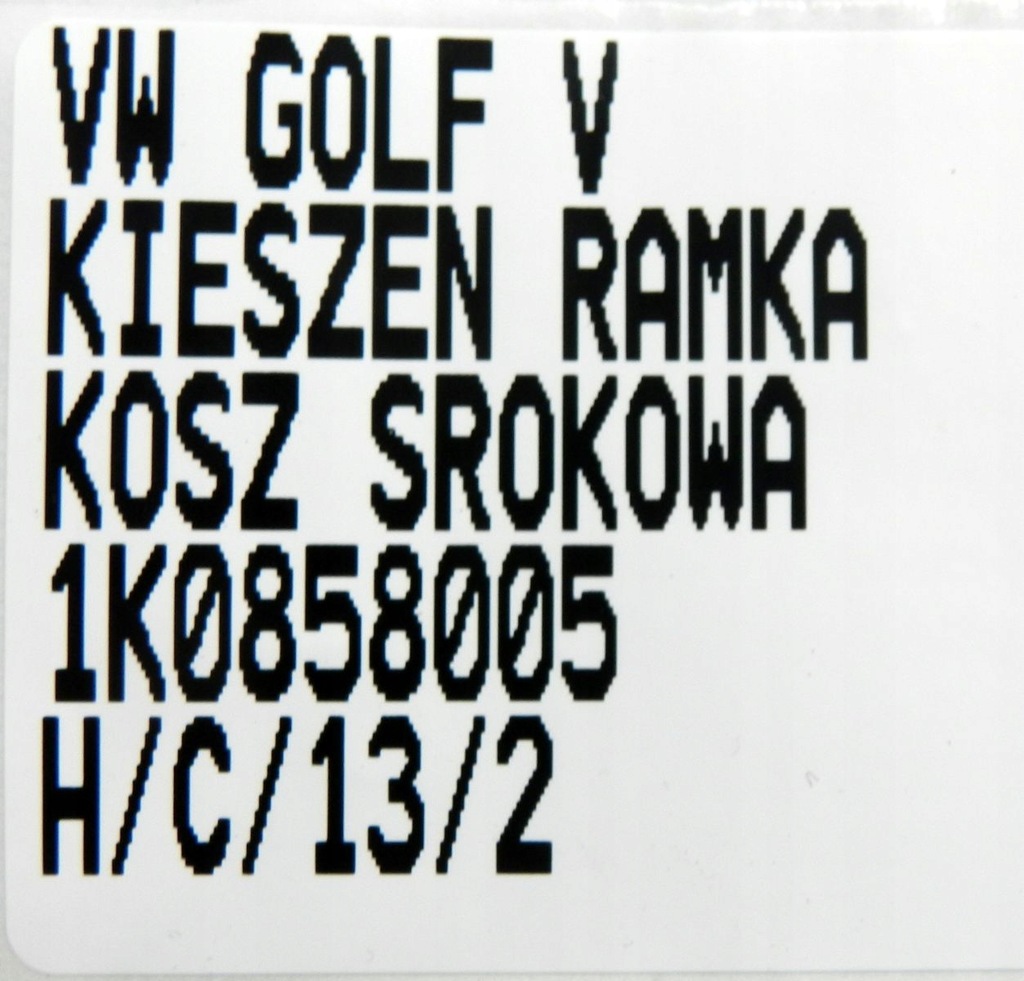 VW GOLF V
KIESZEN RAMKA
KOSZ SROKOWA
1K0858005
H/C/13/2